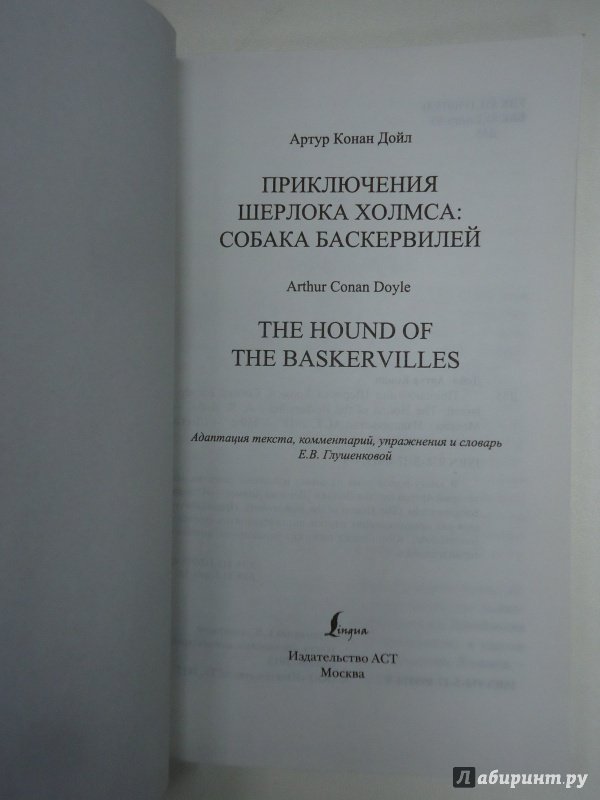 Артур Конан Дойл
ПРИКЛЮЧЕНИЯ
ШЕРЛОКА ХОЛМСА:
СОБАКА БАСКЕРВИЛЕЙ
Arthur Conan Doyle
THE HOUND OF
THE BASKERVILLES
Адаптация текста, комментарий, упражнения и словарь
Е.В. Глушенковой
Lingua
Издательство АСТ
Москва
Лабиринт.ру